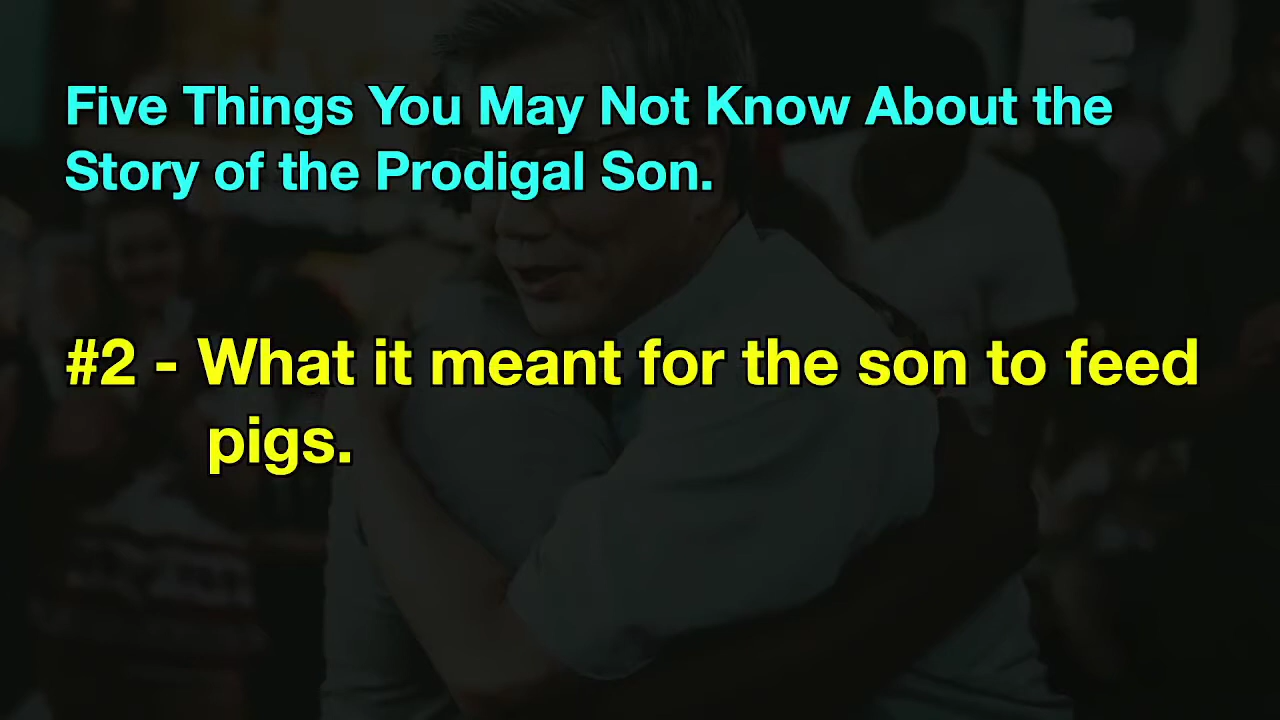 Five Things You May Not Know About the
Story of the Prodigal Son.
#2 - What it meant for the son to feed
pigs.